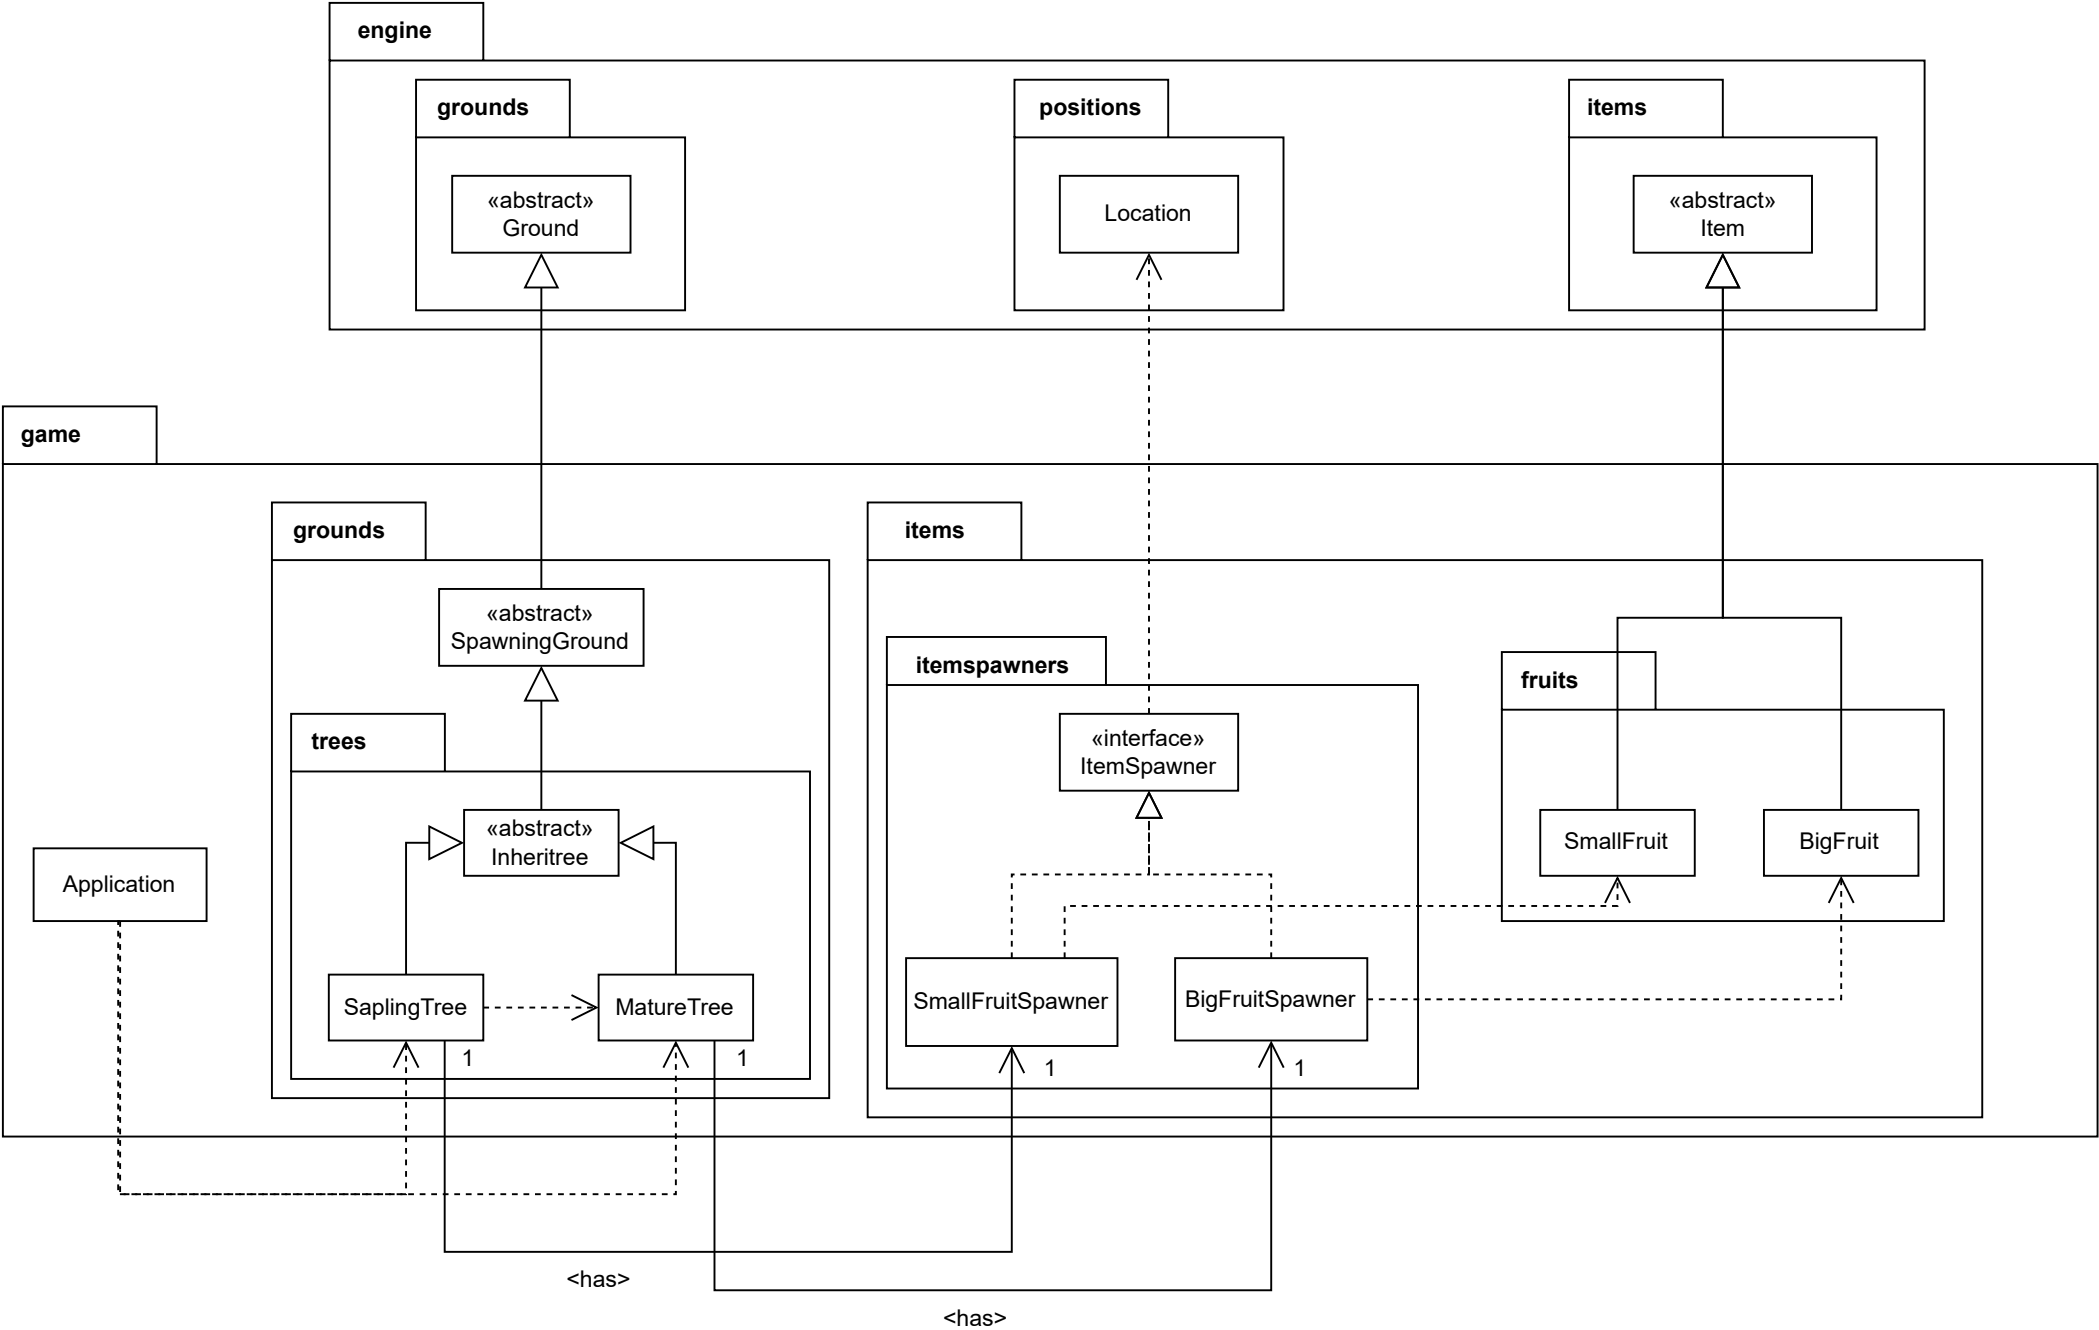 engine
grounds
positions
items
«abstract»
Ground
Location
«abstract»
Item
game
grounds
items
«abstract»
SpawningGround
itemspawners
fruits
trees
«interface»
ItemSpawner
«abstract»
Inheritree
SmallFruit
BigFruit
Application
SaplingTree
MatureTree
SmallFruitSpawner
BigFruitSpawner
1
1
1
1
<has>
<has>